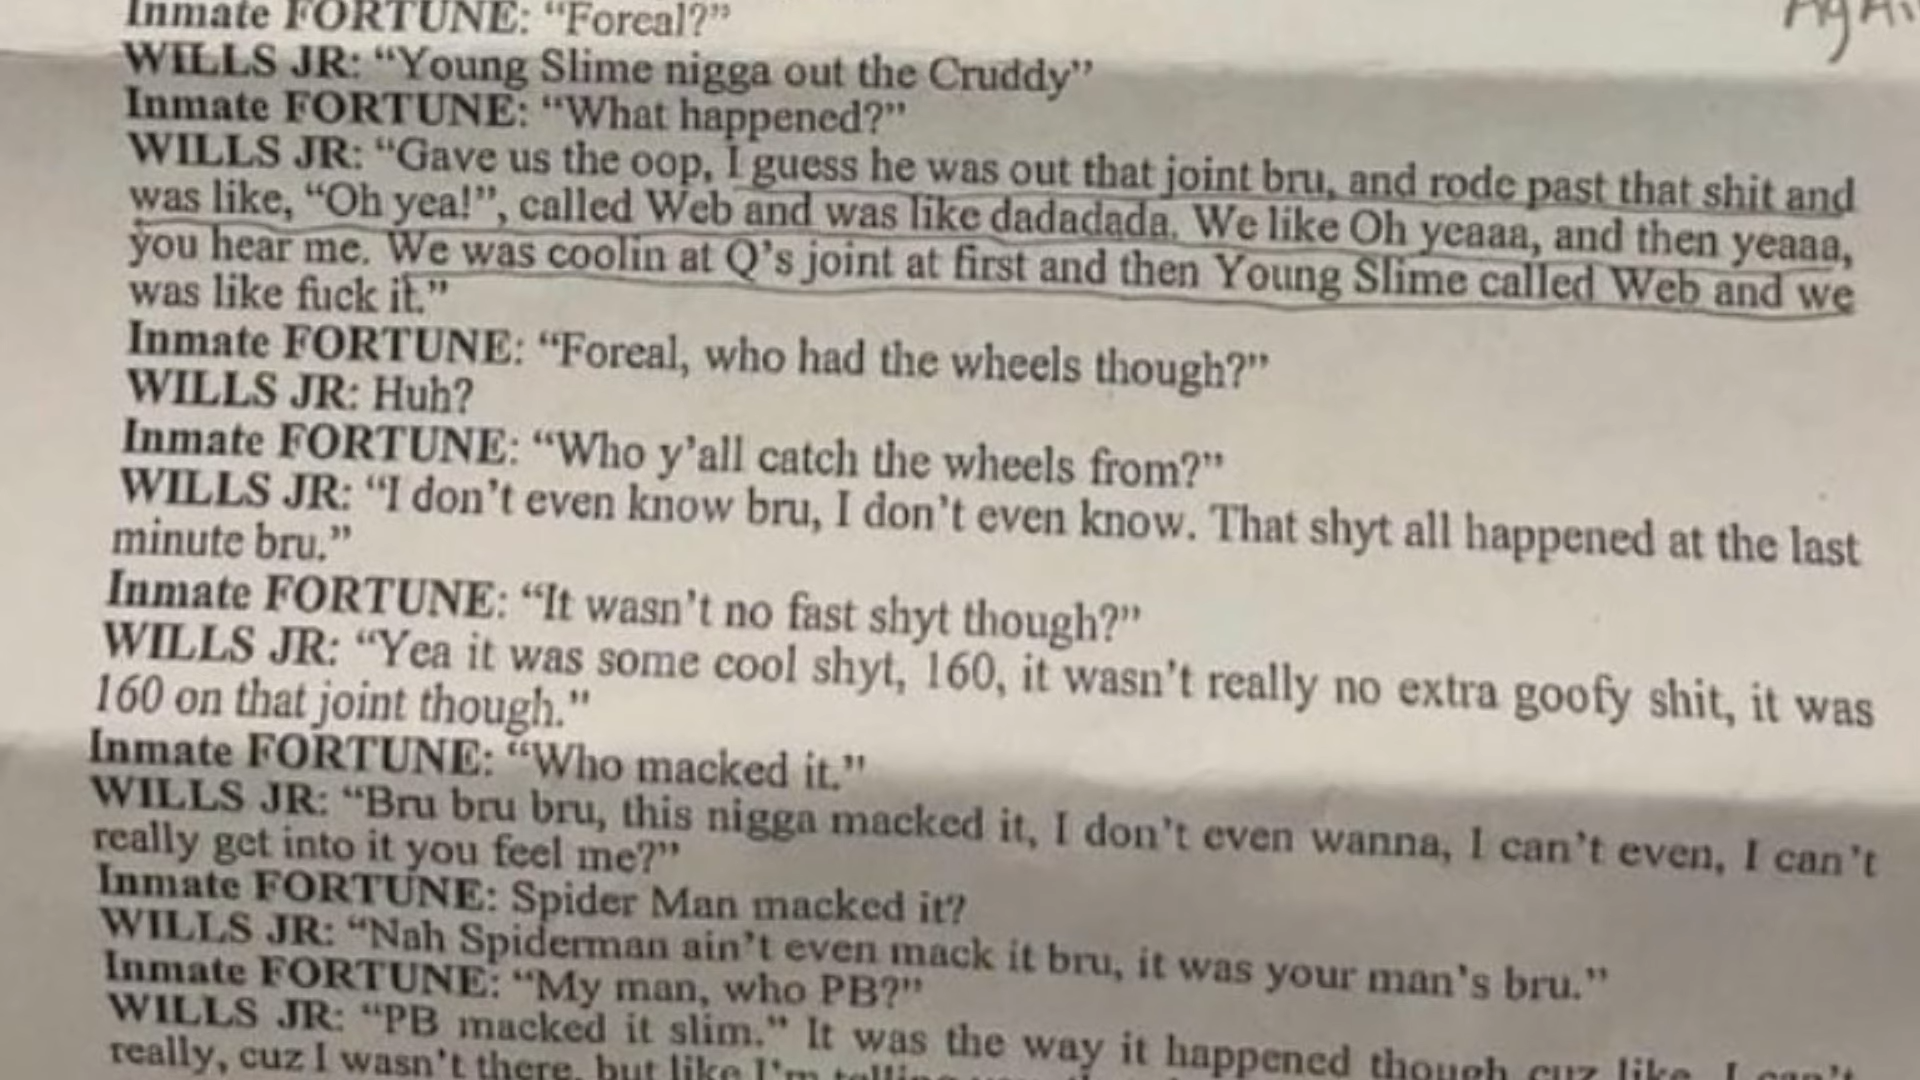 Again
Inmate FORTUNE: “Foreal?”
WILLS JR: “Young Slime nigga out the Cruddy”
Inmate FORTUNE: “What happened?”
WILLS JR: “Gave us the oop, I guess he was out that joint bru, and rode past that shit and
was like, “Oh yea!”, called Web and was like dadadada. We like Oh yeaaa, and then yeaaa,
you hear me. We was coolin at Q’s joint at first and then Young Slime called Web and we
was like fuck it.”
Inmate FORTUNE: “Foreal, who had the wheels though?”
WILLS JR: Huh?
Inmate FORTUNE: “Who y’all catch the wheels from?”
WILLS JR: “I don’t even know bru, I don’t even know. That shyt all happened at the last
minute bru.”
Inmate FORTUNE: “It wasn’t no fast shyt though?”
WILLS JR: “Yea it was some cool shyt, 160, it wasn’t really no extra goofy shit, it was
160 on that joint though.”
Inmate FORTUNE: “Who macked it.”
WILLS JR: “Bru bru bru, this nigga macked it, I don’t even wanna, I can’t even, I can’t
really get into it you feel me?”
Inmate FORTUNE: Spider Man macked it?
WILLS JR: “Nah Spiderman ain’t even mack it bru, it was your man’s bru.”
Inmate FORTUNE: “My man, who PB?”
WILLS JR: “PB macked it slim.” It was the way it happened though cuz like, I can’t
really, cuz I wasn’t there, but like I’m